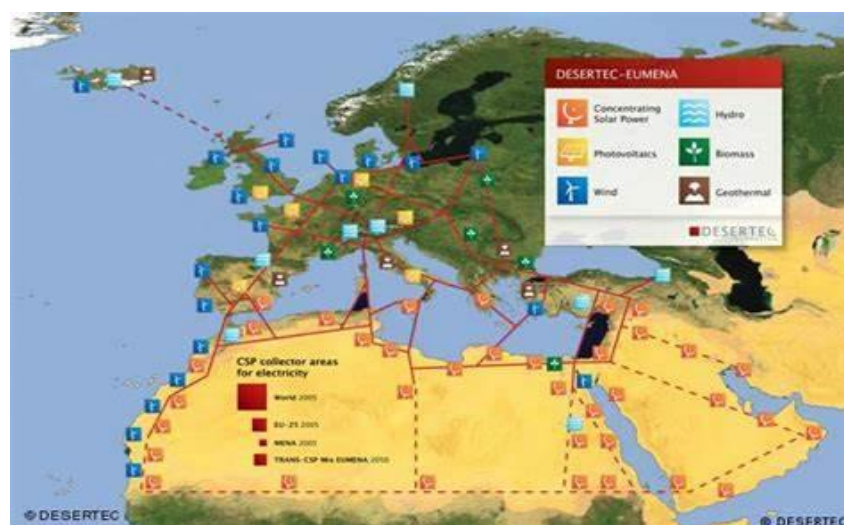 DESERTEC-EUMENA
Concentrating
Solar Power
Hydro
Photovoltaics
Biomass
Wind
Geothermal
DESERTEC
CSP collector areas
for electricity
World 2005
EU-25 2005
MENA 2005
TRANS-CSP Mix EUMENA 2050
© DESERTEC
© DESERTEC